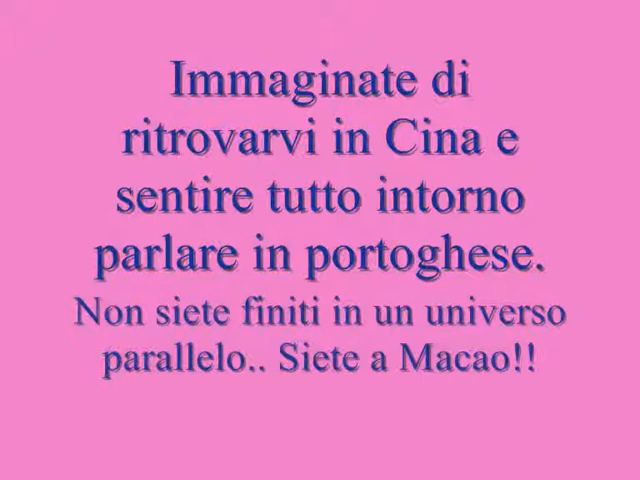 Immaginate di
ritrovarvi in Cina e
sentire tutto intorno
parlare in portoghese.
Non siete finiti in un universo
parallelo.. Siete a Macao!!